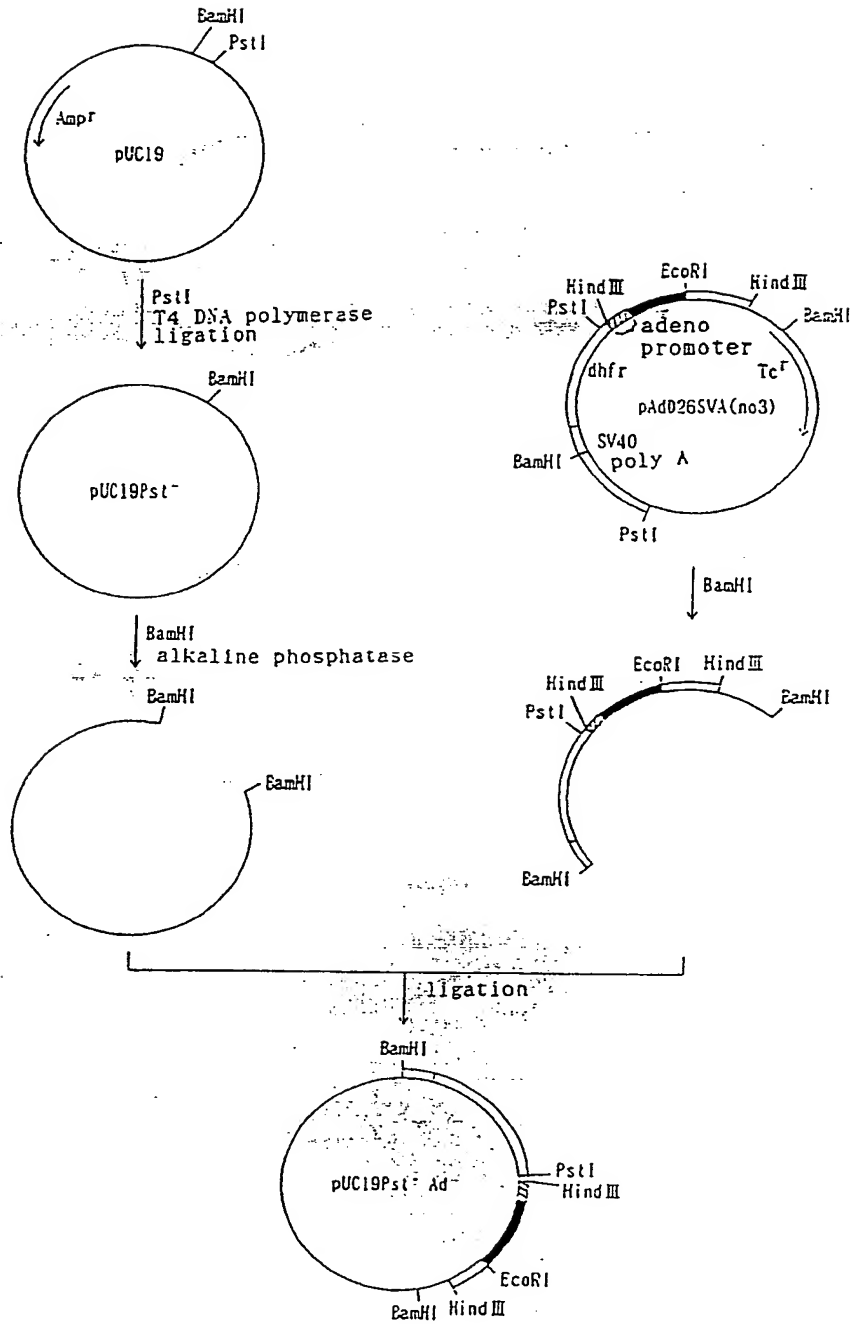 BamHI
PstI
Ampʳ
pUC19
PstI
T4 DNA polymerase
ligation
BamHI
pUC19Pst⁻
BamHI
alkaline phosphatase
BamHI
BamHI
EcoRI
HindⅢ
HindⅢ
PstI
BamHI
adeno
promoter
dhfr
Tcʳ
pAdD26SVA(no3)
SV40
poly A
BamHI
PstI
BamHI
EcoRI
HindⅢ
HindⅢ
PstI
BamHI
BamHI
ligation
BamHI
PstI
HindⅢ
pUC19Pst⁻ Ad⁻
EcoRI
BamHI
HindⅢ